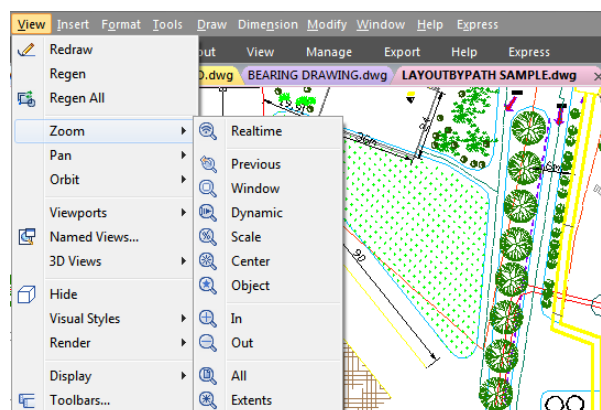 View Insert Format Tools Draw Dimension Modify Window Help Express
out View Manage Export Help Express
.dwg BEARING DRAWING.dwg LAYOUTBYPATH SAMPLE.dwg
Redraw
Regen
Regen All
Zoom
Pan
Orbit
Viewports
Named Views...
3D Views
Hide
Visual Styles
Render
Display
Toolbars...
Realtime
Previous
Window
Dynamic
Scale
Center
Object
In
Out
All
Extents
90